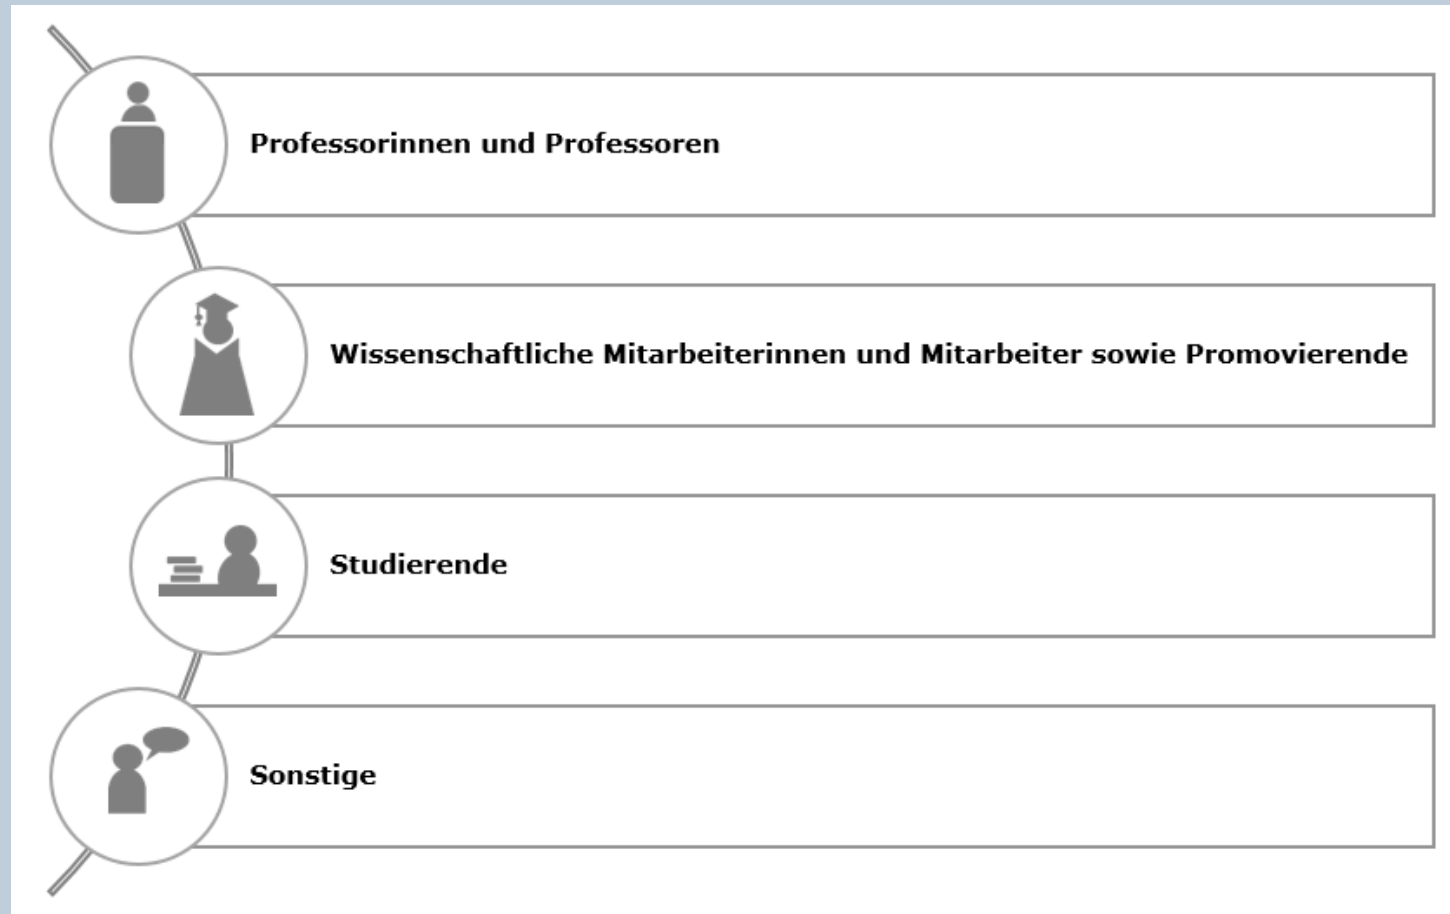 Professorinnen und Professoren
Wissenschaftliche Mitarbeiterinnen und Mitarbeiter sowie Promovierende
Studierende
Sonstige